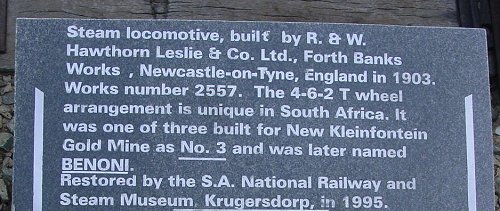 Steam locomotive, built by R. & W.
Hawthorn Leslie & Co. Ltd., Forth Banks
Works , Newcastle-on-Tyne, England in 1903.
Works number 2557. The 4-6-2 T wheel
arrangement is unique in South Africa. It
was one of three built for New Kleinfontein
Gold Mine as No. 3 and was later named
BENONI.
Restored by the S.A. National Railway and
Steam Museum, Krugersdorp, in 1995.